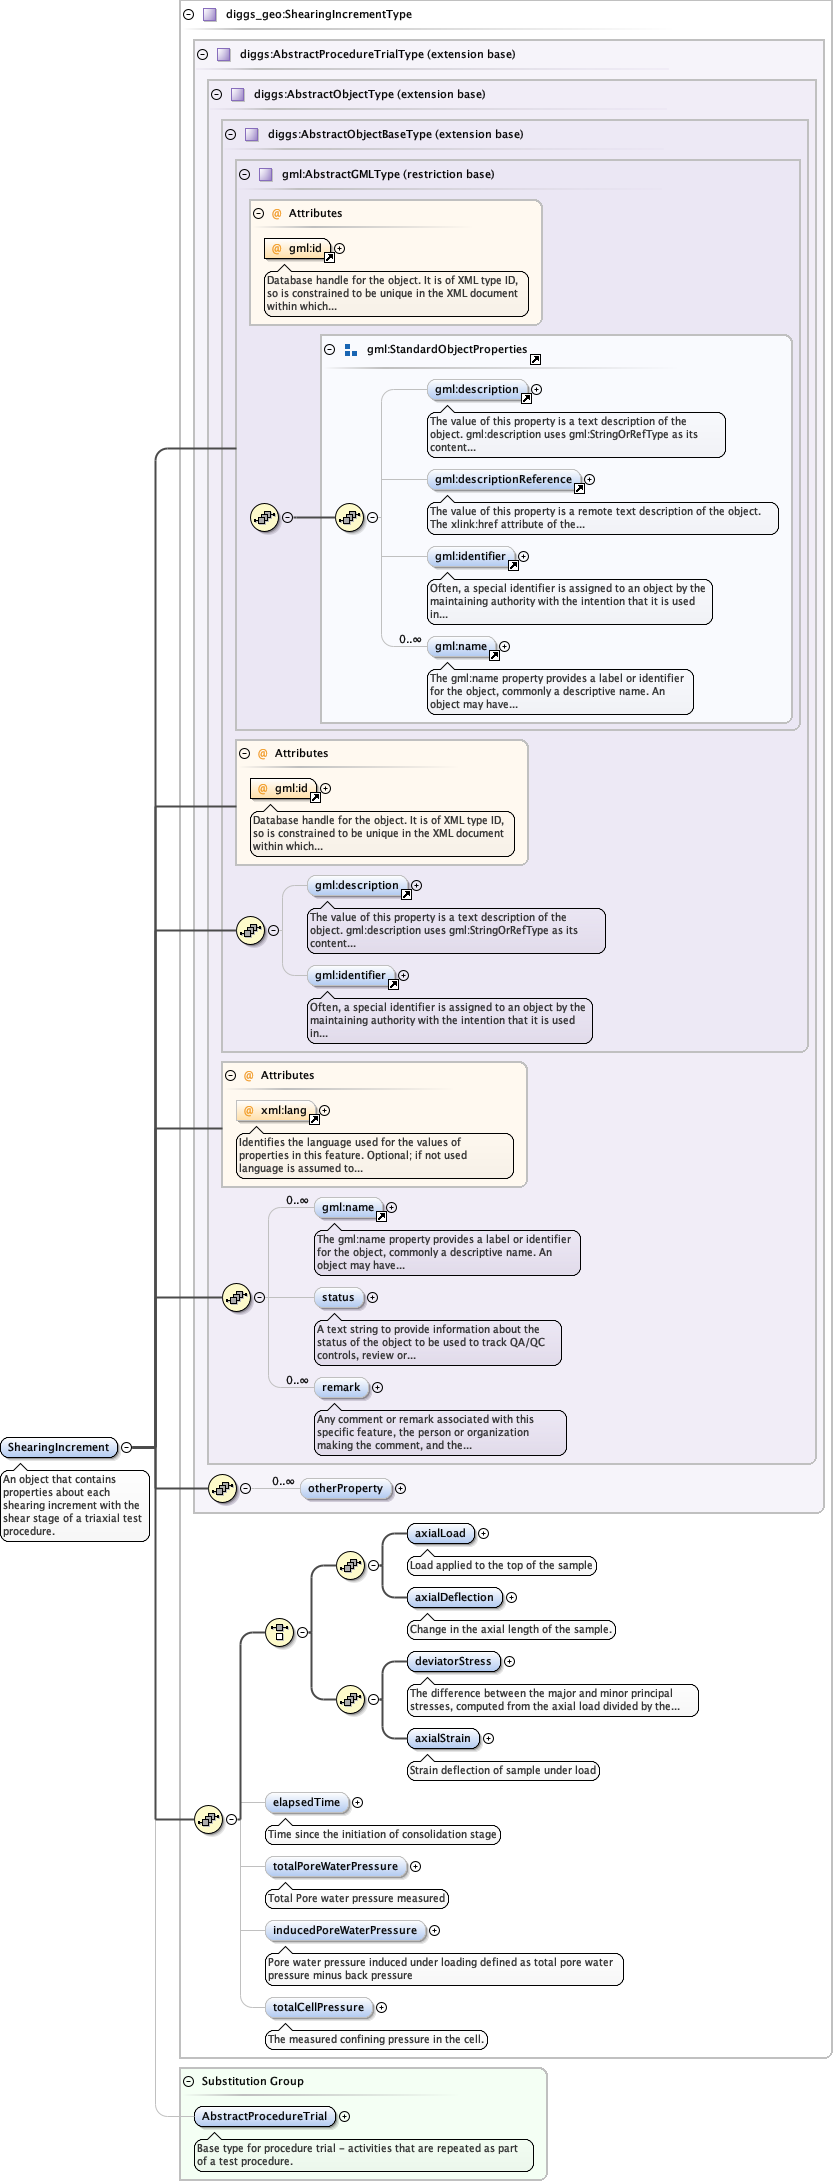 diggs_geo:ShearingIncrementType
diggs:AbstractProcedureTrialType (extension base)
diggs:AbstractObjectType (extension base)
diggs:AbstractObjectBaseType (extension base)
gml:AbstractGMLType (restriction base)
@ Attributes
@ gml:id
Database handle for the object. It is of XML type ID,
so is constrained to be unique in the XML document
within which...
gml:StandardObjectProperties
gml:description
The value of this property is a text description of the
object. gml:description uses gml:StringOrRefType as its
content...
gml:descriptionReference
The value of this property is a remote text description of the object.
The xlink:href attribute of the...
gml:identifier
Often, a special identifier is assigned to an object by the
maintaining authority with the intention that it is used
in...
0..∞
gml:name
The gml:name property provides a label or identifier
for the object, commonly a descriptive name. An
object may have...
@ Attributes
@ gml:id
Database handle for the object. It is of XML type ID,
so is constrained to be unique in the XML document
within which...
gml:description
The value of this property is a text description of the
object. gml:description uses gml:StringOrRefType as its
content...
gml:identifier
Often, a special identifier is assigned to an object by the
maintaining authority with the intention that it is used
in...
@ Attributes
@ xml:lang
Identifies the language used for the values of
properties in this feature. Optional; if not used
language is assumed to...
0..∞
gml:name
The gml:name property provides a label or identifier
for the object, commonly a descriptive name. An
object may have...
status
A text string to provide information about the
status of the object to be used to track QA/QC
controls, review or...
0..∞
remark
Any comment or remark associated with this
specific feature, the person or organization
making the comment, and the...
ShearingIncrement
An object that contains
properties about each
shearing increment with the
shear stage of a triaxial test
procedure.
0..∞
otherProperty
axialLoad
Load applied to the top of the sample
axialDeflection
Change in the axial length of the sample.
deviatorStress
The difference between the major and minor principal
stresses, computed from the axial load divided by the...
axialStrain
Strain deflection of sample under load
elapsedTime
Time since the initiation of consolidation stage
totalPoreWaterPressure
Total Pore water pressure measured
inducedPoreWaterPressure
Pore water pressure induced under loading defined as total pore water
pressure minus back pressure
totalCellPressure
The measured confining pressure in the cell.
Substitution Group
AbstractProcedureTrial
Base type for procedure trial - activities that are repeated as part
of a test procedure.